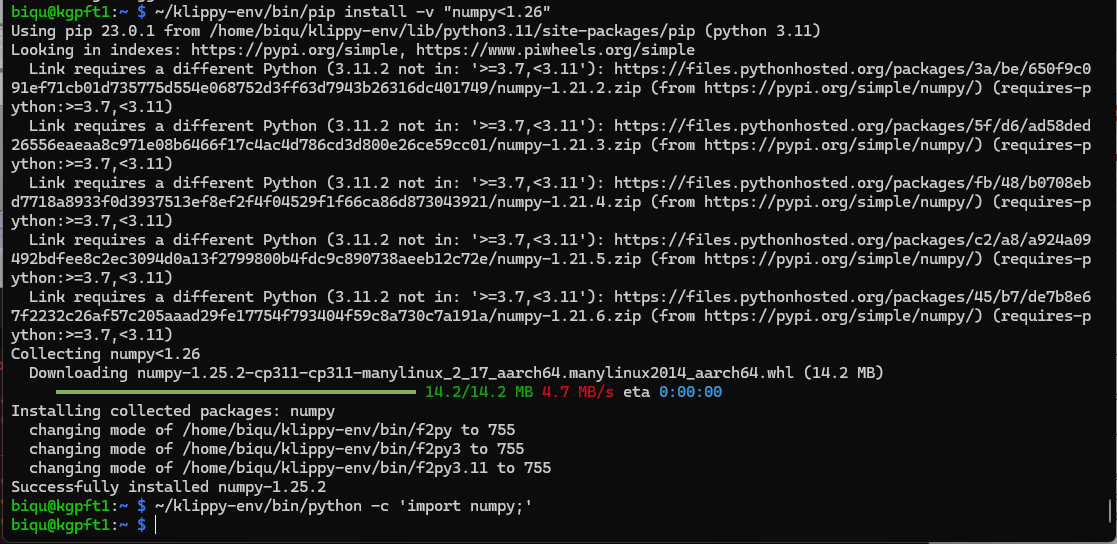 biqu@kgpft1:~ $ ~/klippy-env/bin/pip install -v "numpy<1.26"
Using pip 23.0.1 from /home/biqu/klippy-env/lib/python3.11/site-packages/pip (python 3.11)
Looking in indexes: https://pypi.org/simple, https://www.piwheels.org/simple
  Link requires a different Python (3.11.2 not in: '>=3.7,<3.11'): https://files.pythonhosted.org/packages/3a/be/650f9c0
91ef71cb01d735775d554e068752d3ff63d7943b26316dc401749/numpy-1.21.2.zip (from https://pypi.org/simple/numpy/) (requires-p
ython:>=3.7,<3.11)
  Link requires a different Python (3.11.2 not in: '>=3.7,<3.11'): https://files.pythonhosted.org/packages/5f/d6/ad58ded
26556eaeaa8c971e08b6466f17c4ac4d786cd3d800e26ce59cc01/numpy-1.21.3.zip (from https://pypi.org/simple/numpy/) (requires-p
ython:>=3.7,<3.11)
  Link requires a different Python (3.11.2 not in: '>=3.7,<3.11'): https://files.pythonhosted.org/packages/fb/48/b0708eb
d7718a8933f0d3937513ef8ef2f4f04529f1f66ca86d873043921/numpy-1.21.4.zip (from https://pypi.org/simple/numpy/) (requires-p
ython:>=3.7,<3.11)
  Link requires a different Python (3.11.2 not in: '>=3.7,<3.11'): https://files.pythonhosted.org/packages/c2/a8/a924a09
492bdfee8c2ec3094d0a13f2799800b4fdc9c890738aeeb12c72e/numpy-1.21.5.zip (from https://pypi.org/simple/numpy/) (requires-p
ython:>=3.7,<3.11)
  Link requires a different Python (3.11.2 not in: '>=3.7,<3.11'): https://files.pythonhosted.org/packages/45/b7/de7b8e6
7f2232c26af57c205aaad29fe17754f793404f59c8a730c7a191a/numpy-1.21.6.zip (from https://pypi.org/simple/numpy/) (requires-p
ython:>=3.7,<3.11)
Collecting numpy<1.26
  Downloading numpy-1.25.2-cp311-cp311-manylinux_2_17_aarch64.manylinux2014_aarch64.whl (14.2 MB)
14.2/14.2 MB 4.7 MB/s eta 0:00:00
Installing collected packages: numpy
  changing mode of /home/biqu/klippy-env/bin/f2py to 755
  changing mode of /home/biqu/klippy-env/bin/f2py3 to 755
  changing mode of /home/biqu/klippy-env/bin/f2py3.11 to 755
Successfully installed numpy-1.25.2
biqu@kgpft1:~ $ ~/klippy-env/bin/python -c 'import numpy;'
biqu@kgpft1:~ $